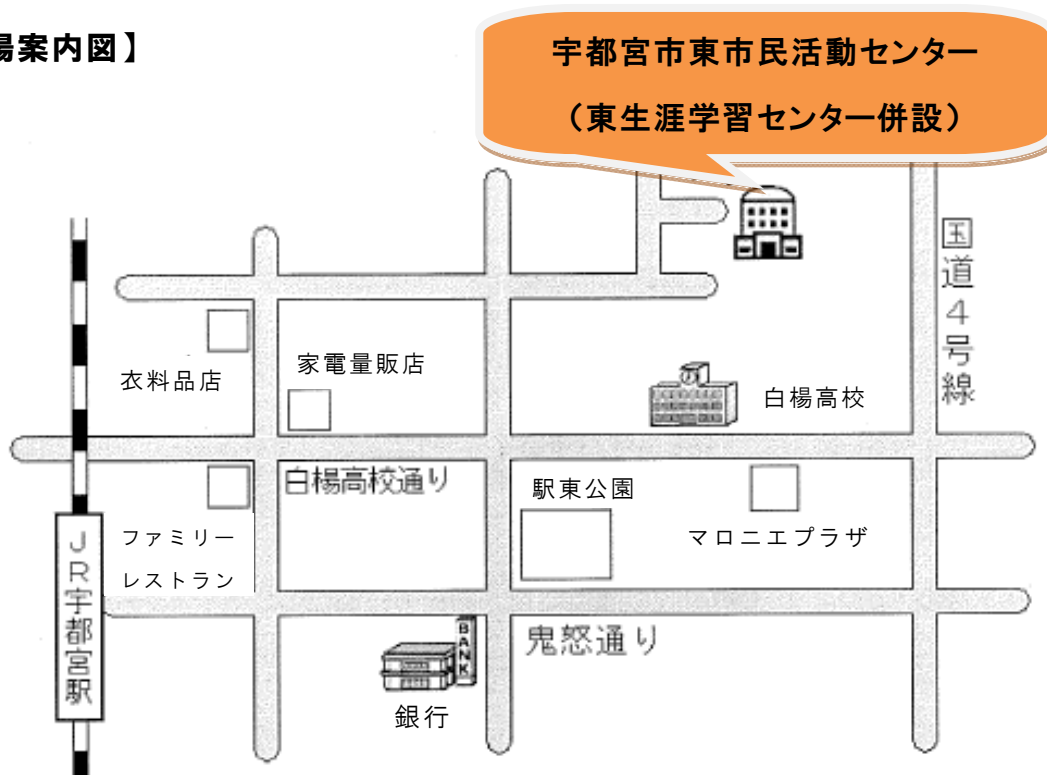 場案内図】
宇都宮市東市民活動センター
（東生涯学習センター併設）
国道4号線
衣料品店
家電量販店
白楊高校
白楊高校通り
駅東公園
マロニエプラザ
ファミリー
レストラン
JR宇都宮駅
鬼怒通り
BANK
銀行